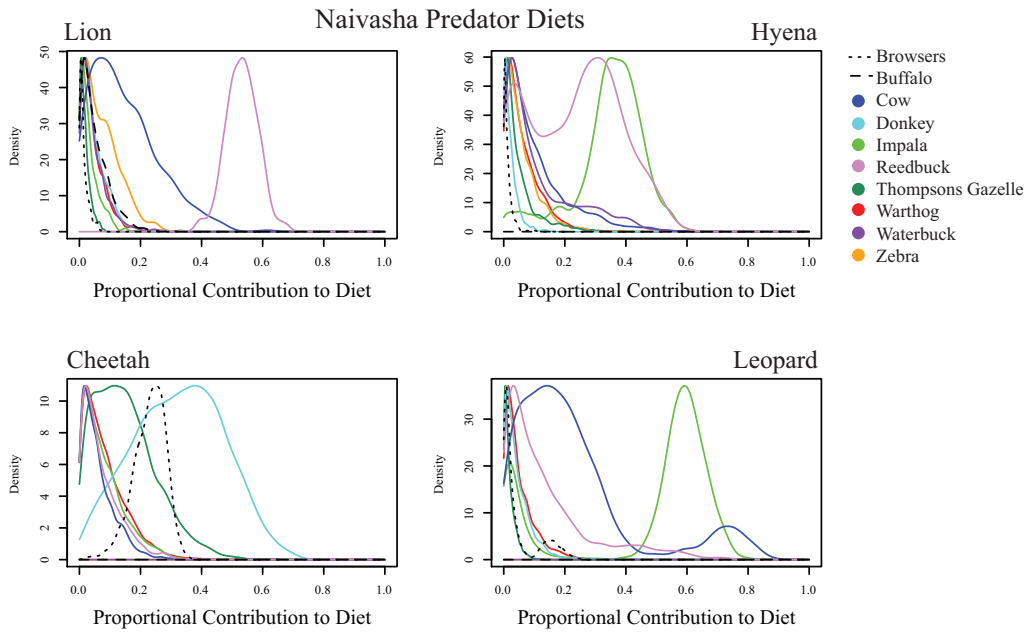 Naivasha Predator Diets
Lion
50
40
30
20
10
0
Density
0.0 0.2 0.4 0.6 0.8 1.0
Proportional Contribution to Diet
Hyena
60
50
40
30
20
10
0
Density
0.0 0.2 0.4 0.6 0.8 1.0
Proportional Contribution to Diet
Browsers
Buffalo
Cow
Donkey
Impala
Reedbuck
Thompsons Gazelle
Warthog
Waterbuck
Zebra
Cheetah
10
8
6
4
2
0
Density
0.0 0.2 0.4 0.6 0.8 1.0
Proportional Contribution to Diet
Leopard
30
20
10
0
Density
0.0 0.2 0.4 0.6 0.8 1.0
Proportional Contribution to Diet